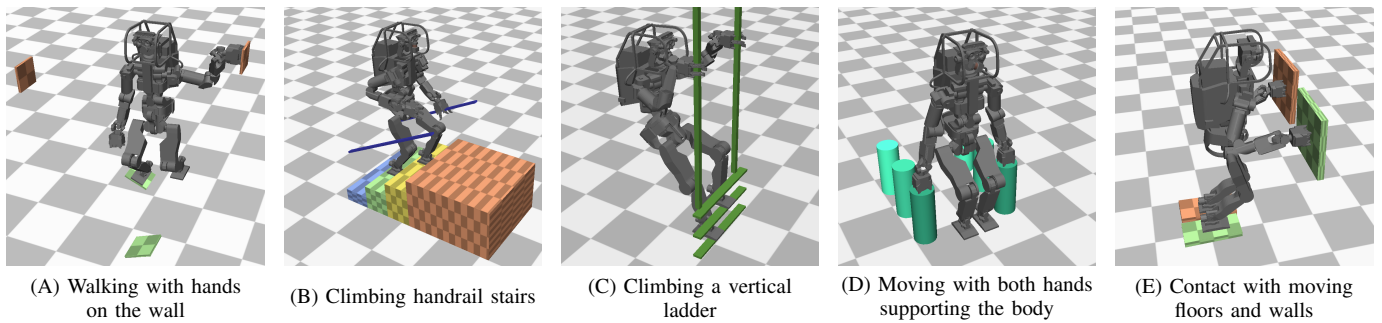 (A) Walking with hands
on the wall
(B) Climbing handrail stairs
(C) Climbing a vertical
ladder
(D) Moving with both hands
supporting the body
(E) Contact with moving
floors and walls